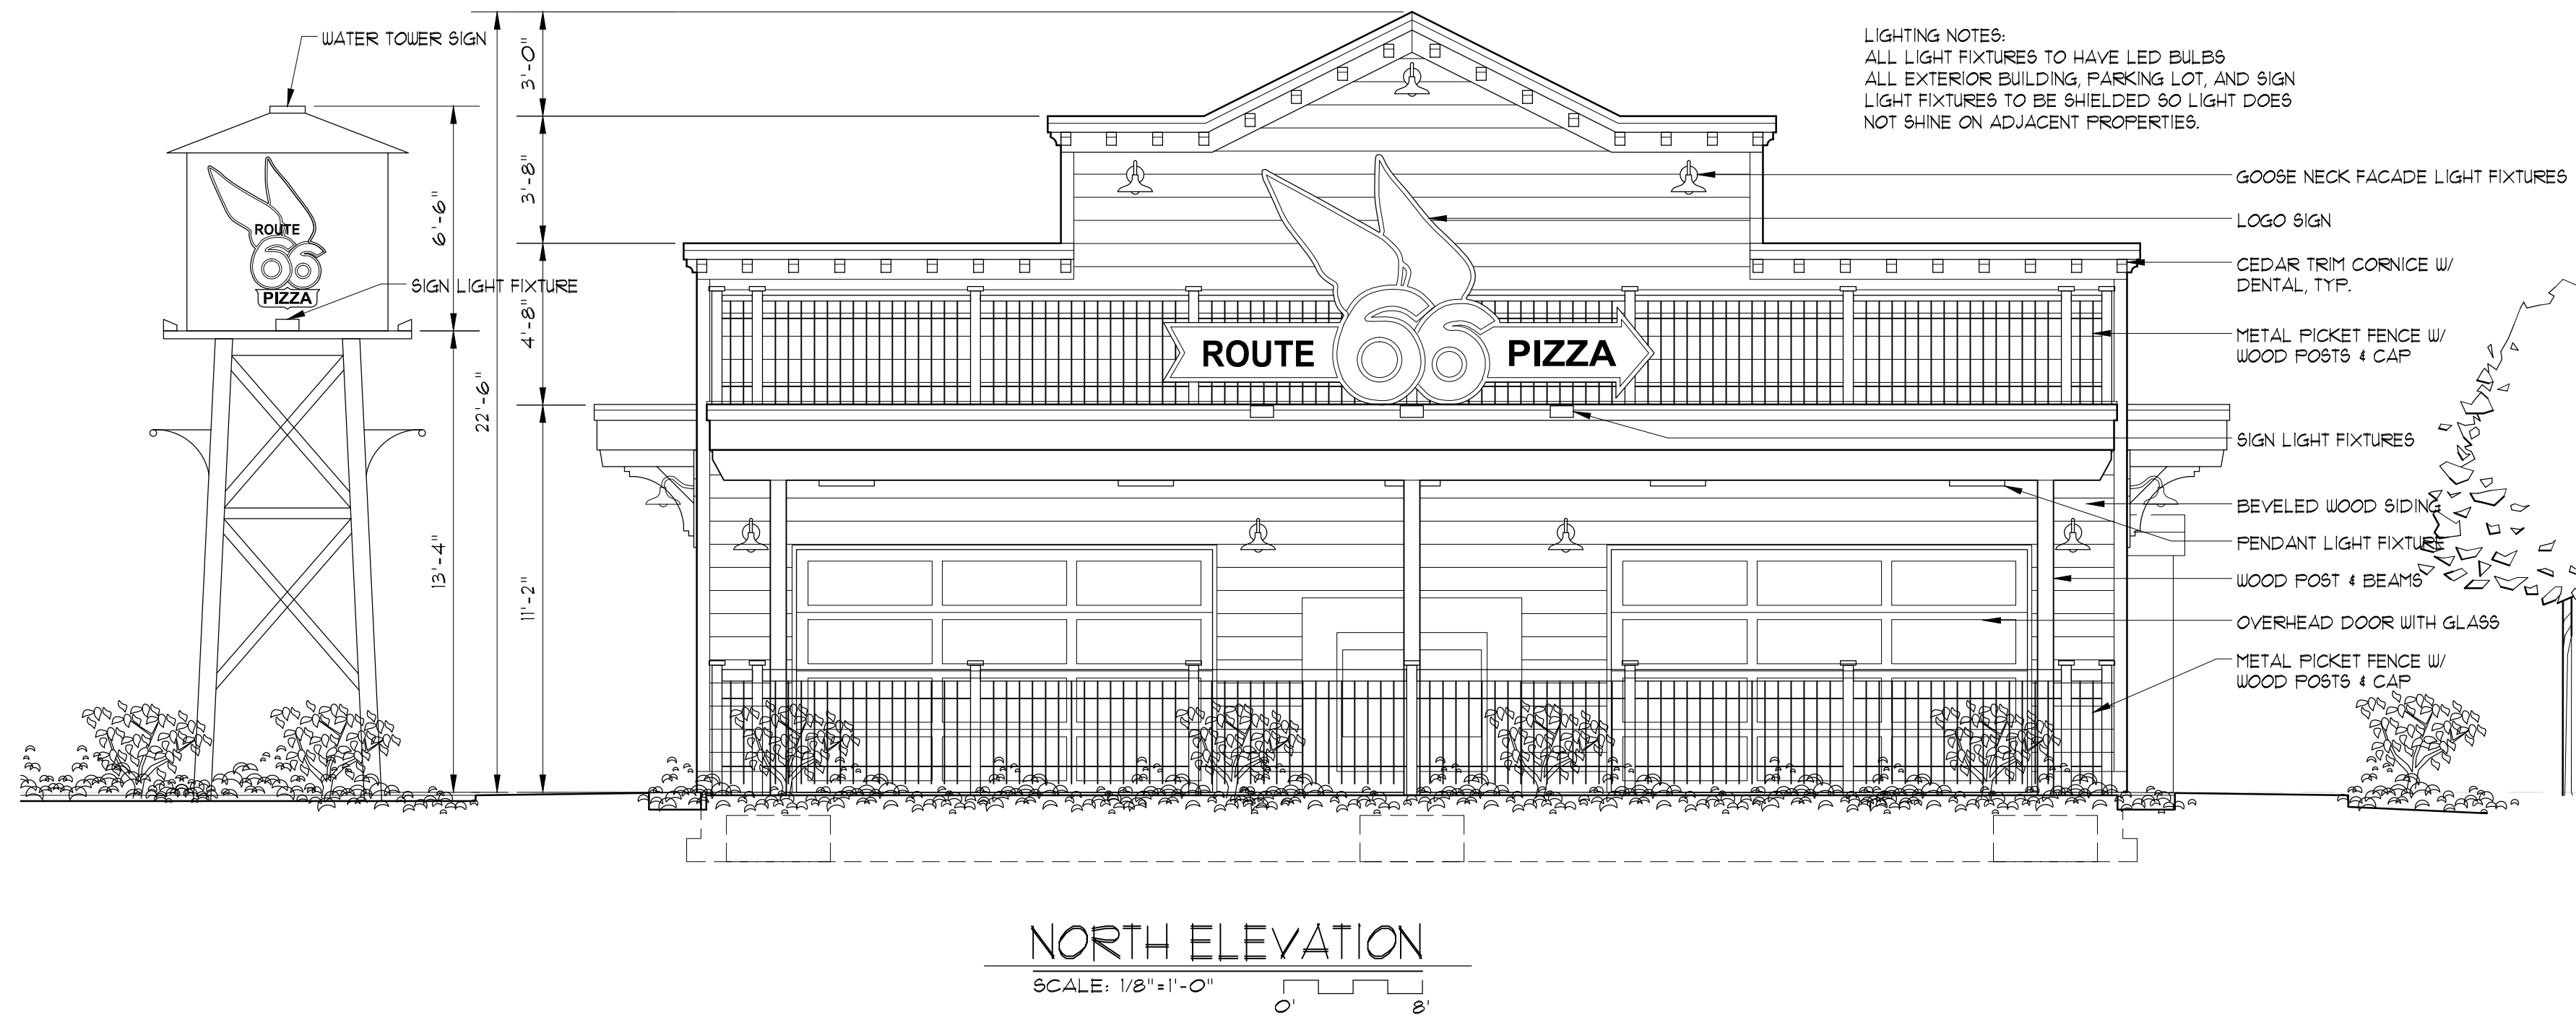 WATER TOWER SIGN
3'-0"
3'-8"
6'-6"
4'-8"
22'-6"
13'-4"
11'-2"
ROUTE
66
PIZZA
SIGN LIGHT FIXTURE
ROUTE 66 PIZZA
LIGHTING NOTES:
ALL LIGHT FIXTURES TO HAVE LED BULBS
ALL EXTERIOR BUILDING, PARKING LOT, AND SIGN
LIGHT FIXTURES TO BE SHIELDED SO LIGHT DOES
NOT SHINE ON ADJACENT PROPERTIES.
GOOSE NECK FACADE LIGHT FIXTURES
LOGO SIGN
CEDAR TRIM CORNICE W/
DENTAL, TYP.
METAL PICKET FENCE W/
WOOD POSTS & CAP
SIGN LIGHT FIXTURES
BEVELED WOOD SIDING
PENDANT LIGHT FIXTURE
WOOD POST & BEAMS
OVERHEAD DOOR WITH GLASS
METAL PICKET FENCE W/
WOOD POSTS & CAP
NORTH ELEVATION
SCALE: 1/8"=1'-0"
0' 8'